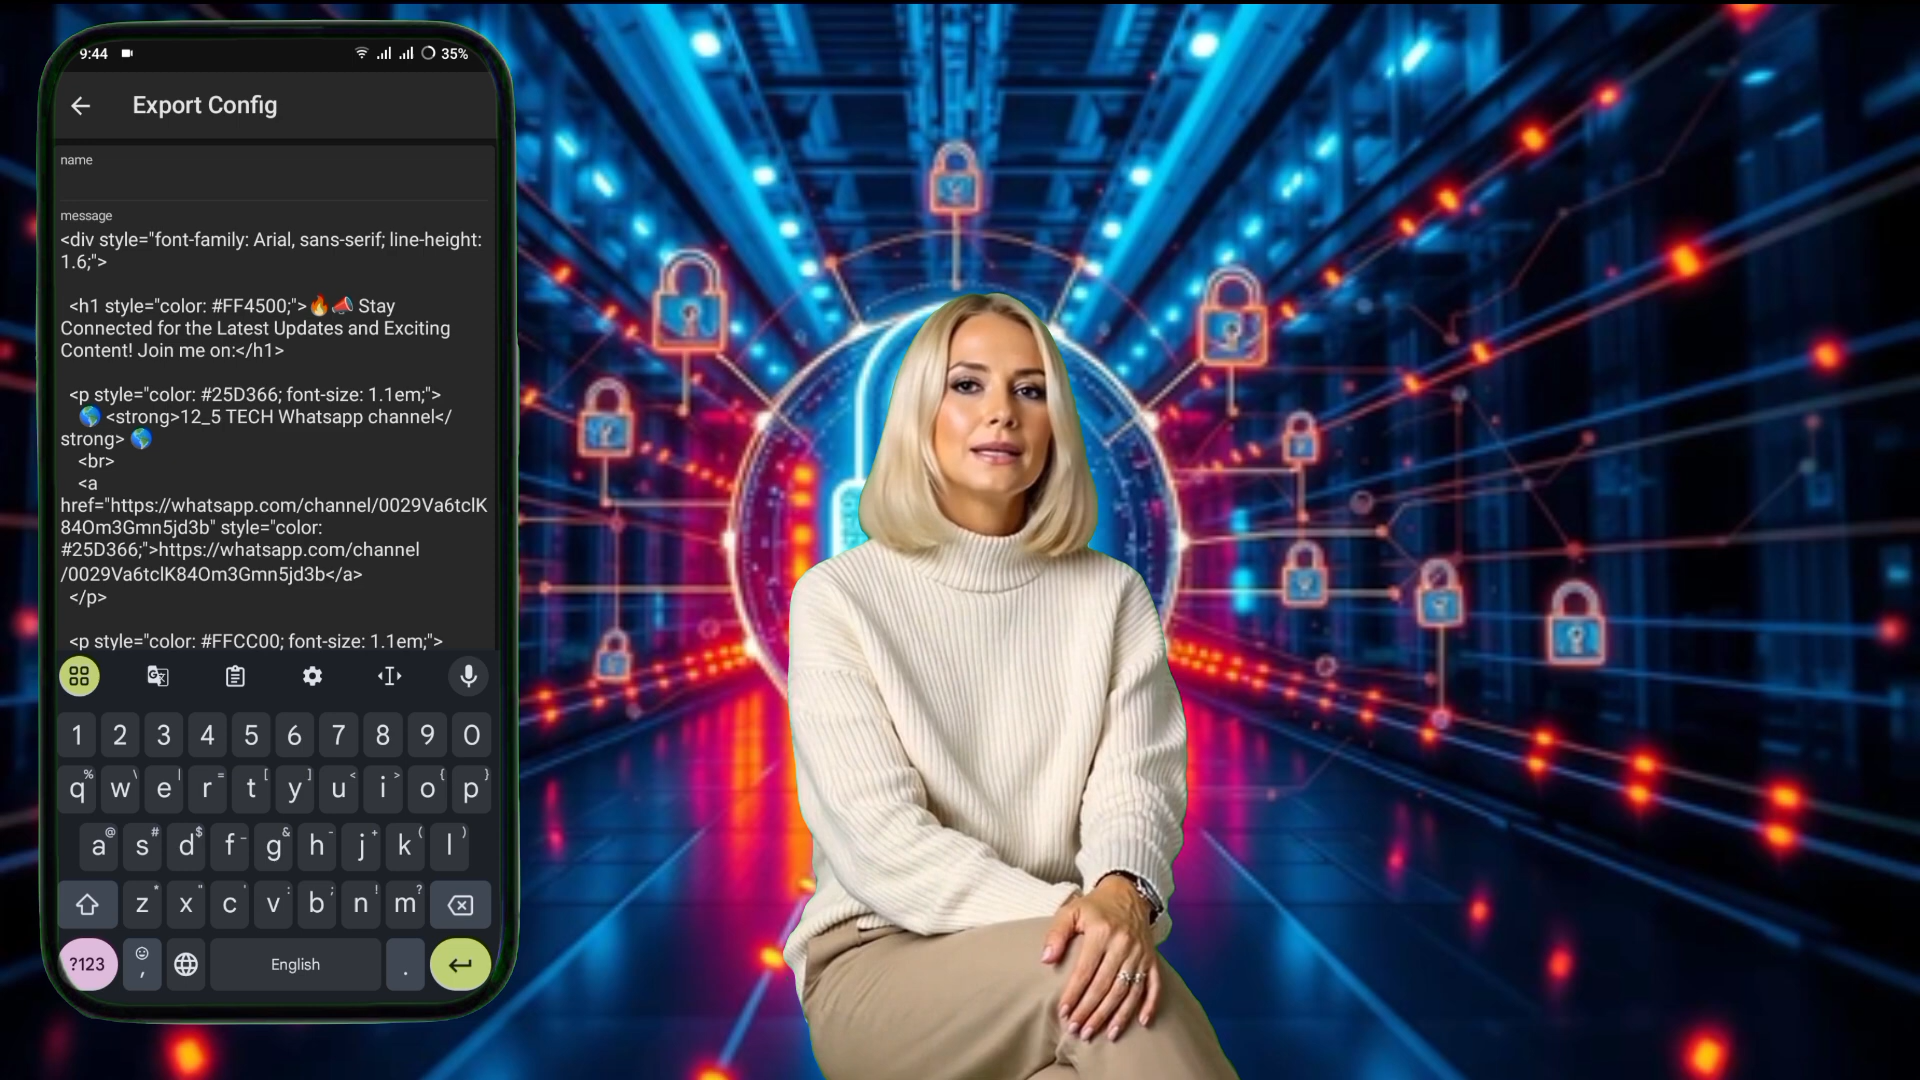 9:44
35%
Export Config
name
message
<div style="font-family: Arial, sans-serif; line-height:
1.6;">
<h1 style="color: #FF4500;">🔥📣 Stay
Connected for the Latest Updates and Exciting
Content! Join me on:</h1>
<p style="color: #25D366; font-size: 1.1em;">
🌎 <strong>12_5 TECH Whatsapp channel</
strong> 🌎
<br>
<a
href="https://whatsapp.com/channel/0029Va6tclK
84Om3Gmn5jd3b" style="color:
#25D366;">https://whatsapp.com/channel
/0029Va6tclK84Om3Gmn5jd3b</a>
</p>
<p style="color: #FFCC00; font-size: 1.1em;">
1 2 3 4 5 6 7 8 9 0
% \ | = [ ] < > { }
q w e r t y u i o p
@ # $ _ & - + ( )
a s d f g h j k l
* " ' : ; ! ?
z x c v b n m
?123 , English .